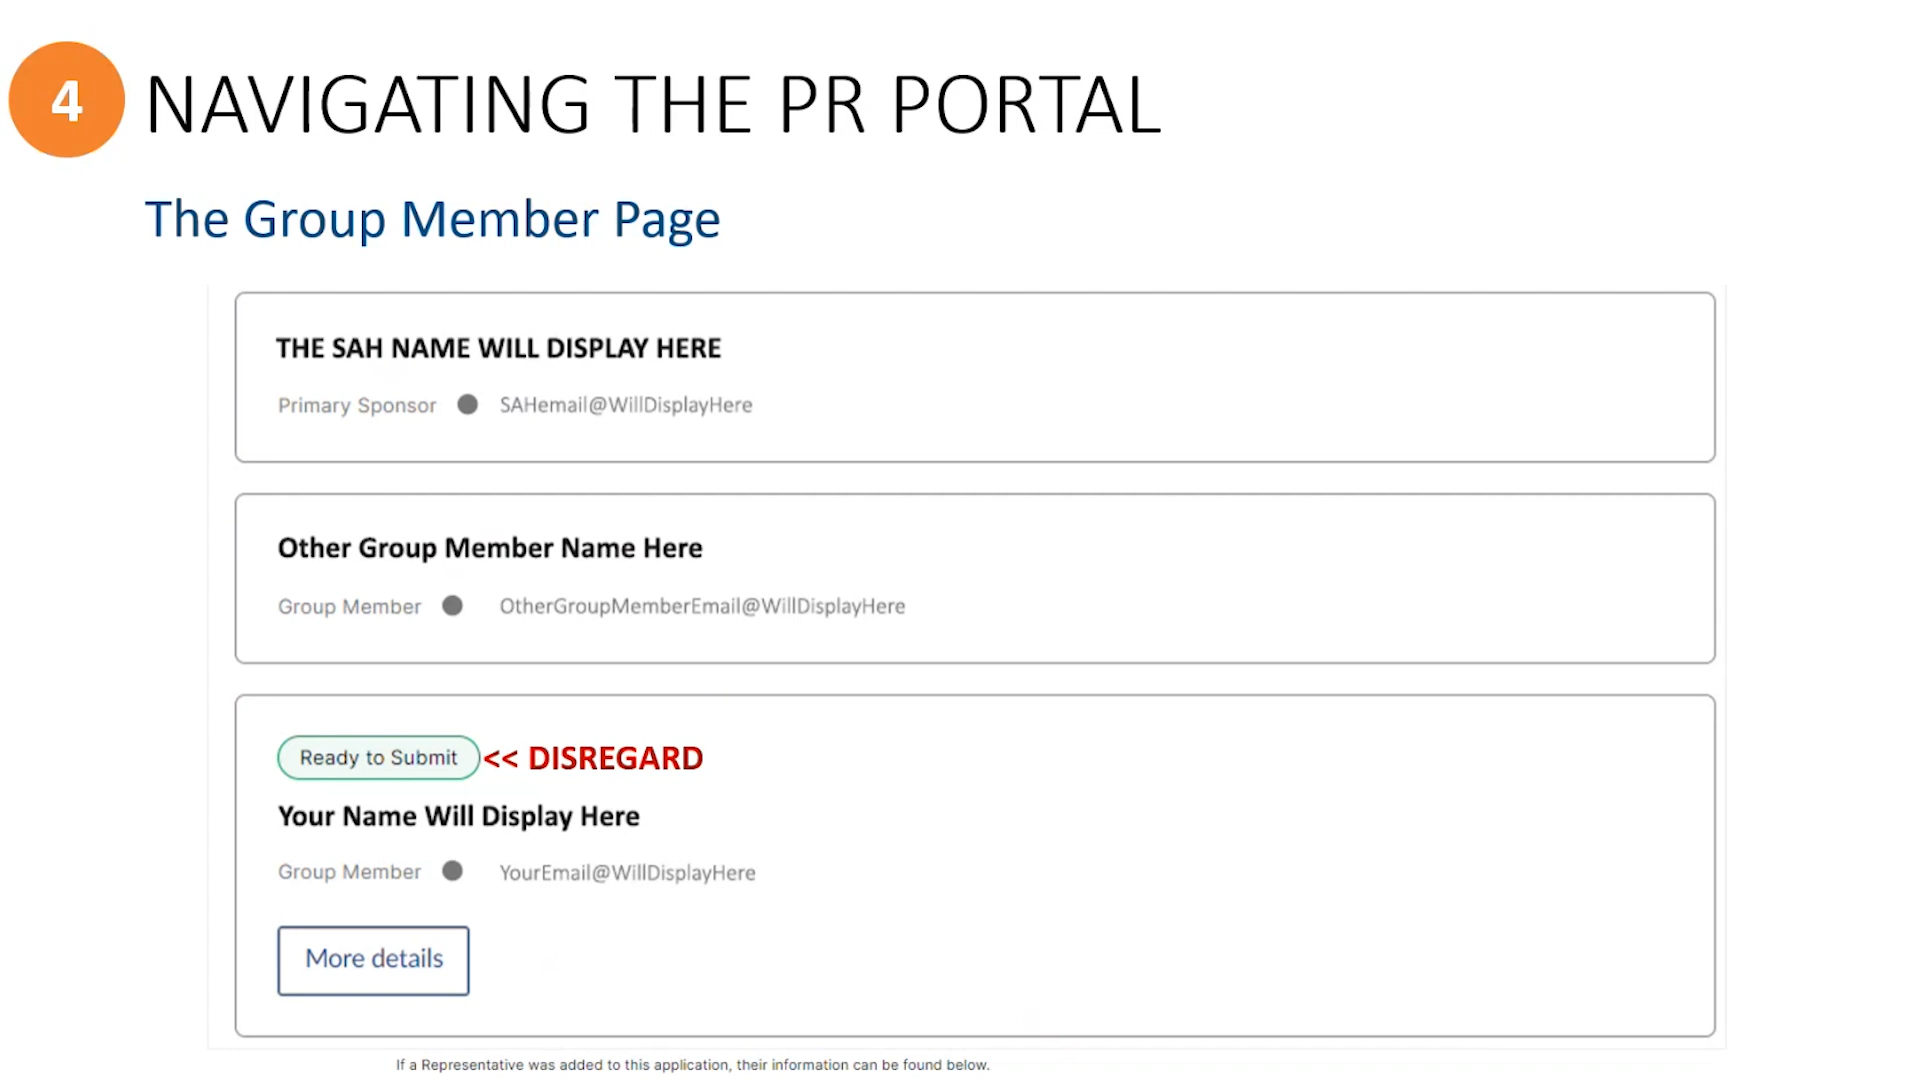 4 NAVIGATING THE PR PORTAL
The Group Member Page
THE SAH NAME WILL DISPLAY HERE
Primary Sponsor SAHemail@WillDisplayHere
Other Group Member Name Here
Group Member OtherGroupMemberEmail@WillDisplayHere
Ready to Submit << DISREGARD
Your Name Will Display Here
Group Member YourEmail@WillDisplayHere
More details
If a Representative was added to this application, their information can be found below.